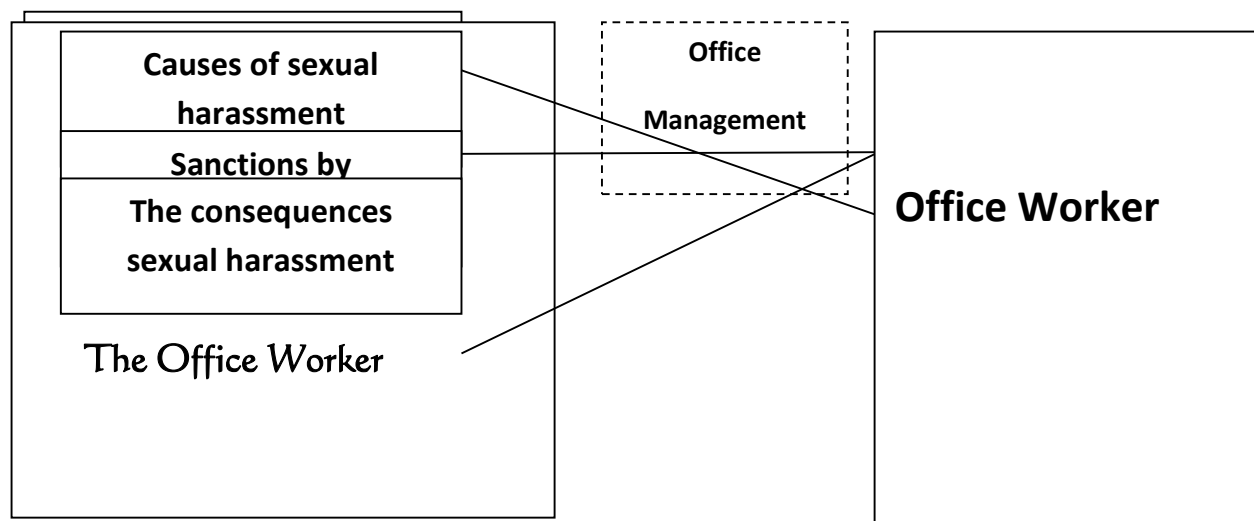 Causes of sexual
harassment
Sanctions by
The consequences
sexual harassment
The Office Worker
Office
Management
Office Worker